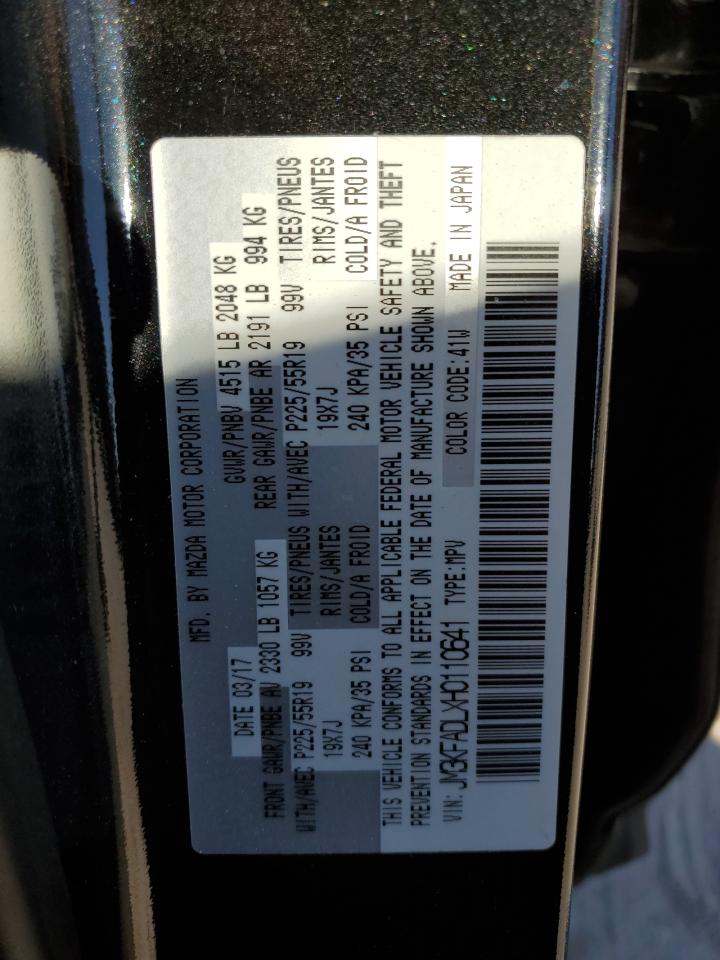 MFD. BY MAZDA MOTOR CORPORATION
DATE 03/17 GVWR/PNBV 4515 LB 2048 KG
FRONT GAWR/PNBE AV 2330 LB 1057 KG REAR GAWR/PNBE AR 2191 LB 994 KG
WITH/AVEC P225/55R19 99V TIRES/PNEUS WITH/AVEC P225/55R19 99V TIRES/PNEUS
19X7J RIMS/JANTES 19X7J RIMS/JANTES
240 KPA/35 PSI COLD/A FROID 240 KPA/35 PSI COLD/A FROID
THIS VEHICLE CONFORMS TO ALL APPLICABLE FEDERAL MOTOR VEHICLE SAFETY AND THEFT
PREVENTION STANDARDS IN EFFECT ON THE DATE OF MANUFACTURE SHOWN ABOVE.
VIN: JM3KFADLXH0110641 TYPE:MPV COLOR CODE:41W MADE IN JAPAN